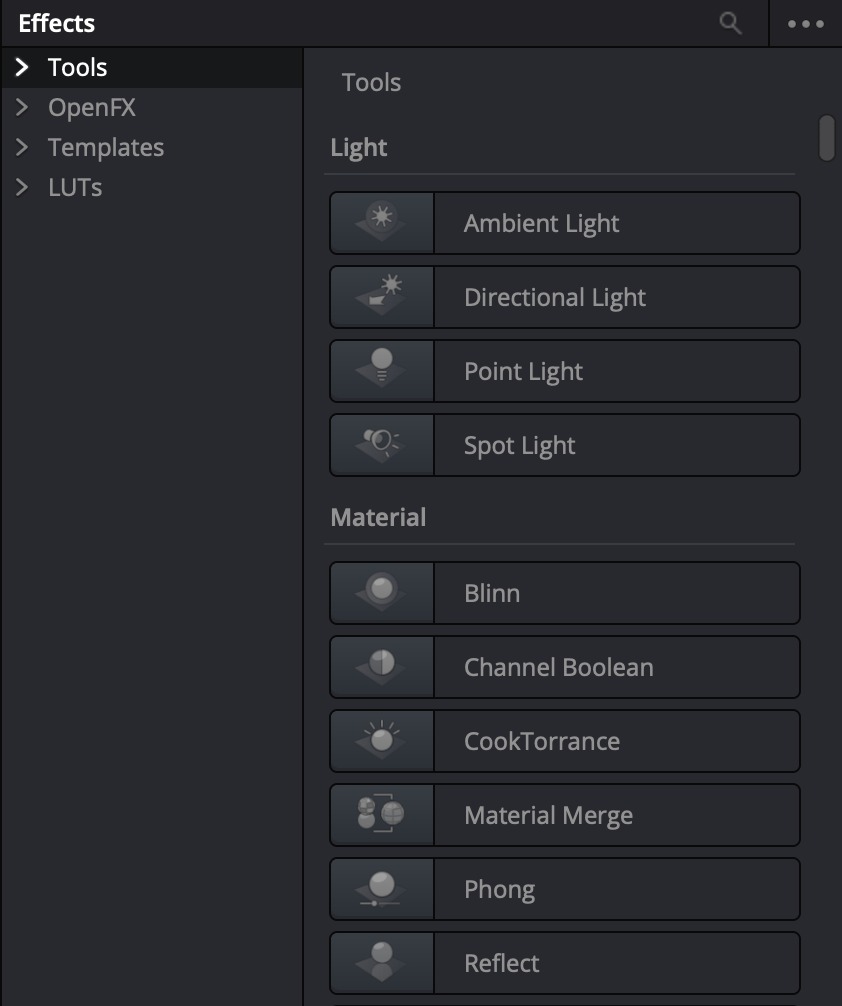 Effects
Tools
OpenFX
Templates
LUTs
Tools
Light
Ambient Light
Directional Light
Point Light
Spot Light
Material
Blinn
Channel Boolean
CookTorrance
Material Merge
Phong
Reflect